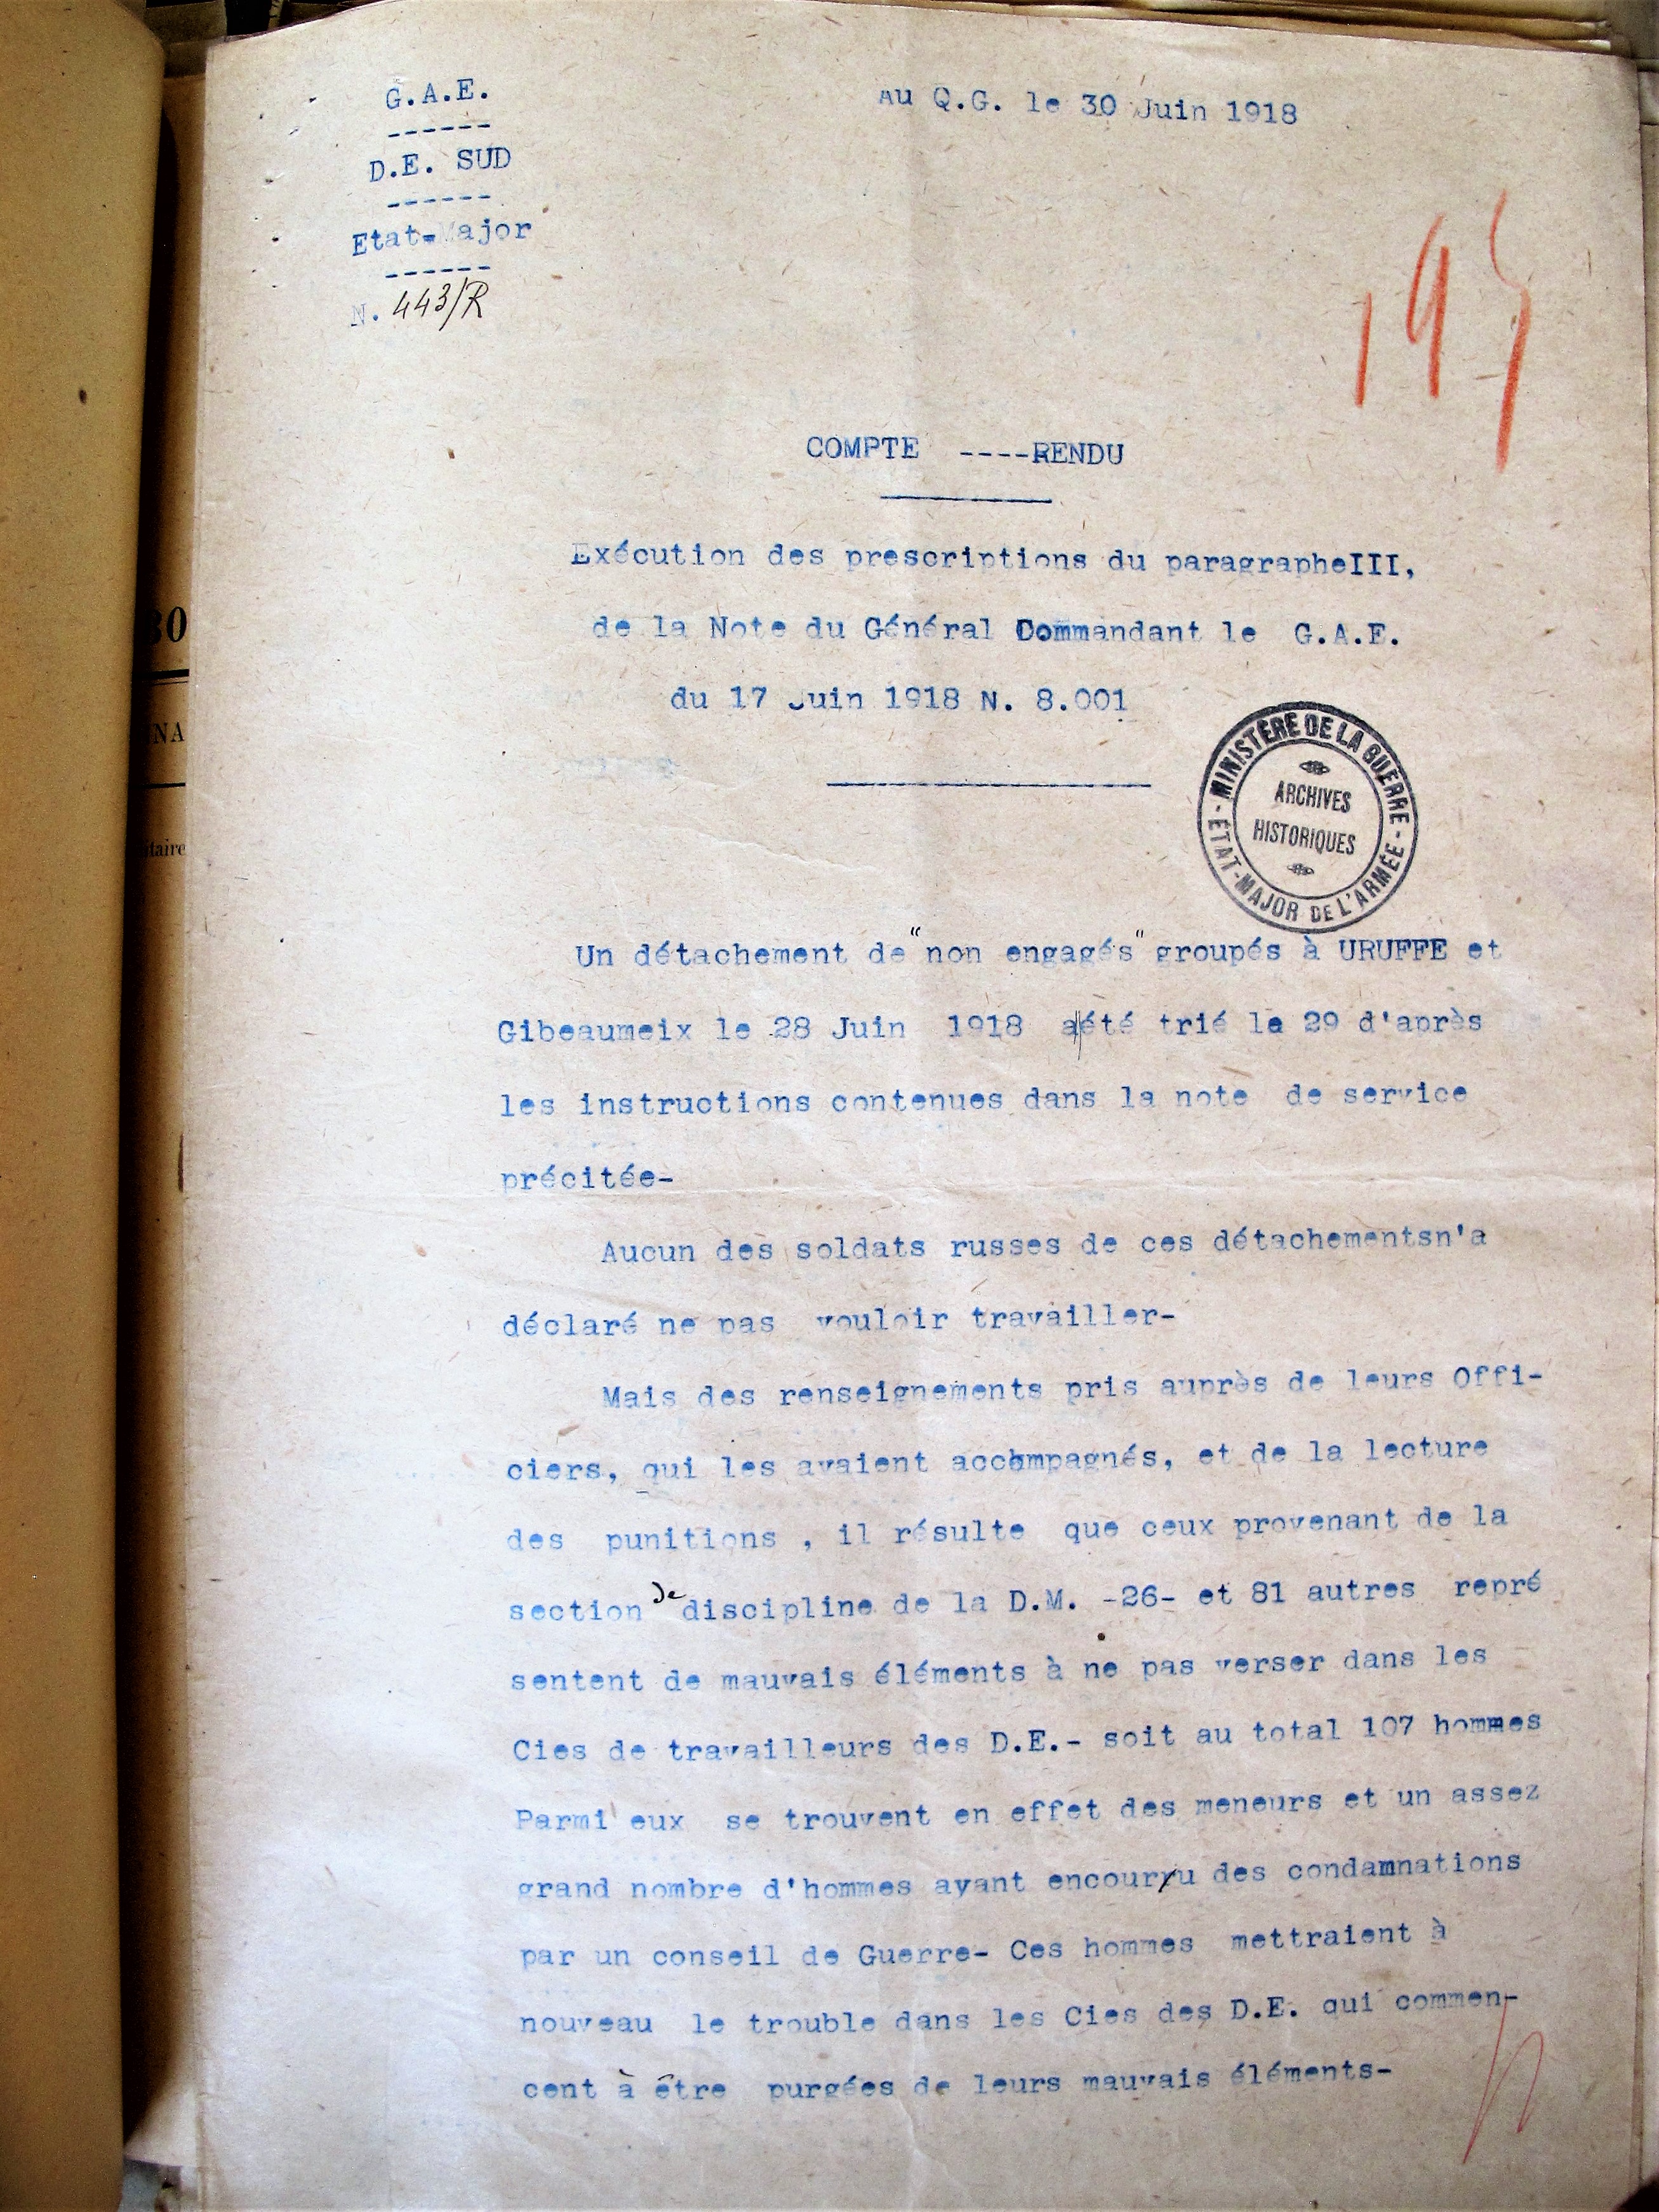 G.A.E.
------
D.E. SUD
------
Etat-Major
------
N. 443/R
Au Q.G. le 30 Juin 1918
COMPTE ----RENDU
Exécution des prescriptions du paragrapheIII,
de la Note du Général Commandant le G.A.E.
du 17 Juin 1918 N. 8.001
MINISTÈRE DE LA GUERRE
ARCHIVES
HISTORIQUES
- ÉTAT-MAJOR DE L'ARMÉE -
Un détachement de "non engagés" groupés à URUFFE et
Gibeaumeix le 28 Juin 1918 a|été trié le 29 d'après
les instructions contenues dans la note de service
précitée-
Aucun des soldats russes de ces détachementsn'a
déclaré ne pas vouloir travailler-
Mais des renseignements pris auprès de leurs Offi-
ciers, qui les avaient accompagnés, et de la lecture
des punitions , il résulte que ceux provenant de la
section de discipline de la D.M. -26- et 81 autres repré
sentent de mauvais éléments à ne pas verser dans les
Cies de travailleurs des D.E.- soit au total 107 hommes
Parmi eux se trouvent en effet des meneurs et un assez
grand nombre d'hommes ayant encouru des condamnations
par un conseil de Guerre- Ces hommes mettraient à
nouveau le trouble dans les Cies des D.E. qui commen-
cent à être purgées de leurs mauvais éléments-
30
NA
itaire